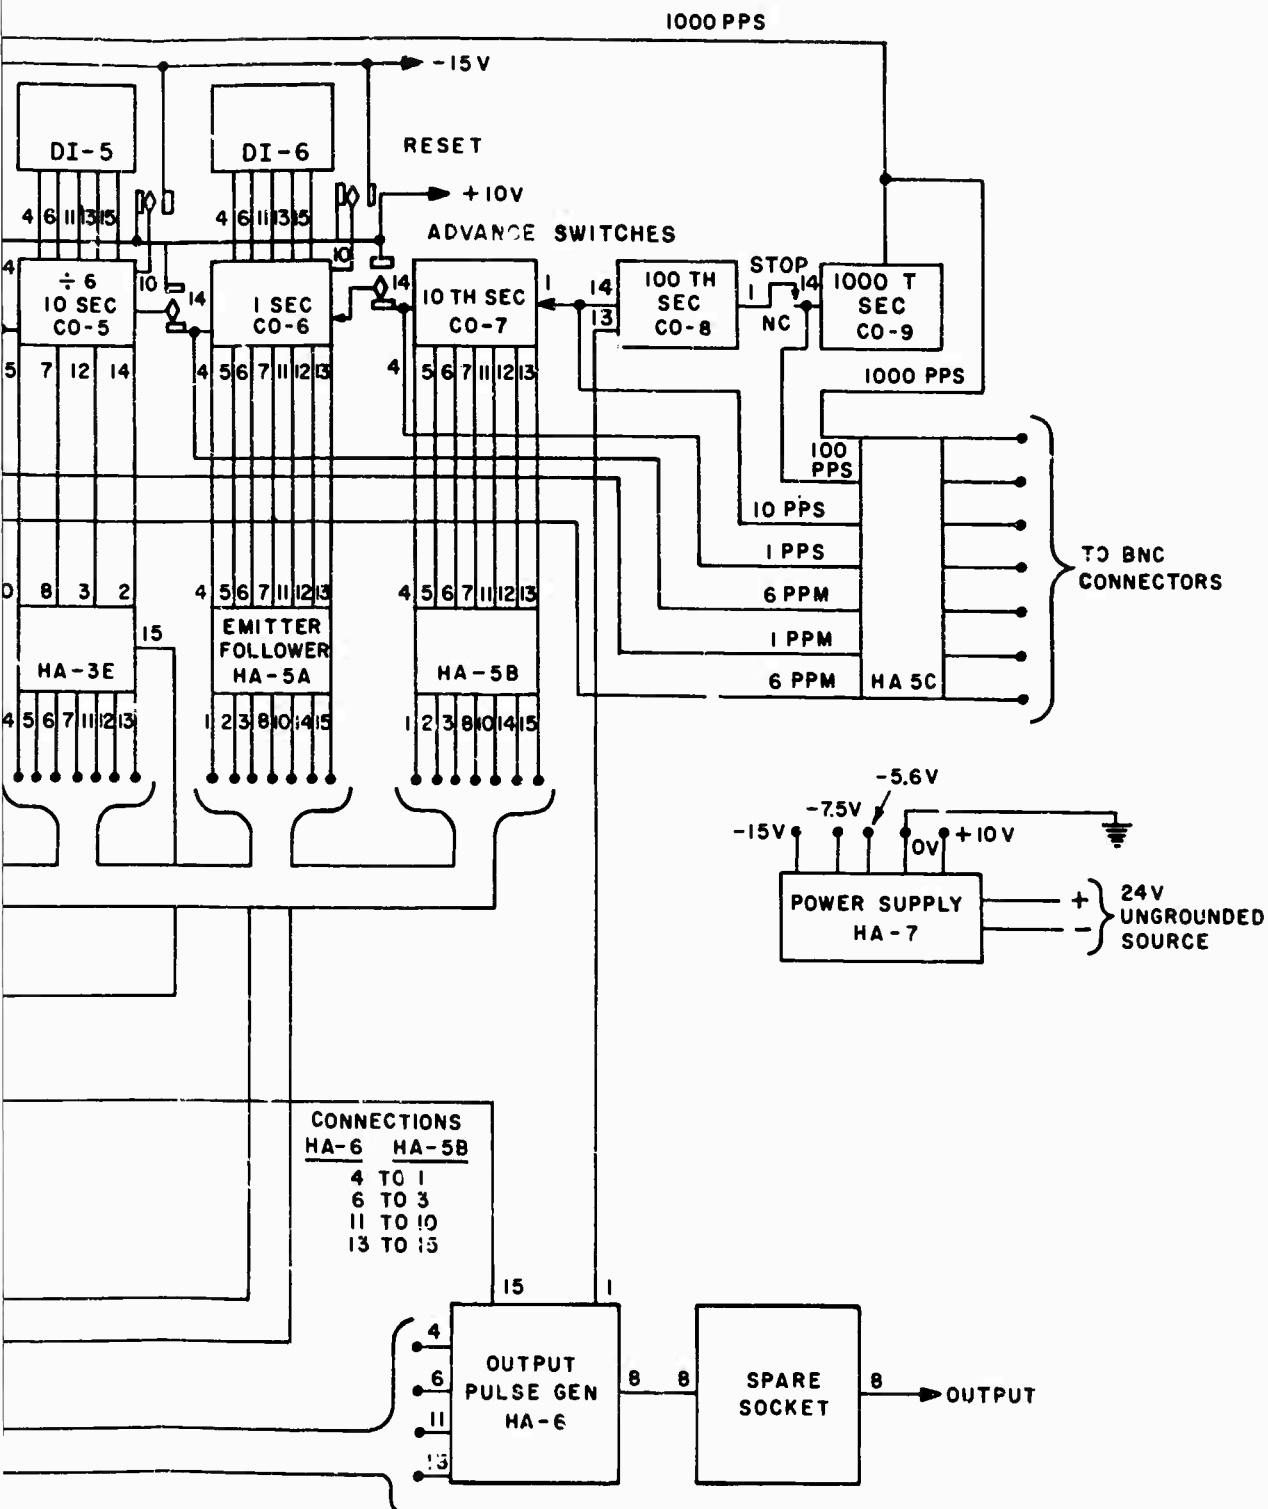 1000 PPS
-15V
DI-5
DI-6
RESET
+10V
4 6 11 13 15
4 6 11 13 15
ADVANCE SWITCHES
4
÷6
10 SEC
CO-5
10
14
1 SEC
CO-6
10
14
10 TH SEC
CO-7
1
14
13
100 TH
SEC
CO-8
STOP
1
NC
14
1000 T
SEC
CO-9
5 7 12 14
4 5 6 7 11 12 13
4 5 6 7 11 12 13
1000 PPS
100
PPS
10 PPS
1 PPS
6 PPM
1 PPM
6 PPM
HA 5C
TO BNC
CONNECTORS
0 8 3 2
4 5 6 7 11 12 13
4 5 6 7 11 12 13
15
HA-3E
EMITTER
FOLLOWER
HA-5A
HA-5B
4 5 6 7 11 12 13
1 2 3 8 10 14 15
1 2 3 8 10 14 15
-5.6V
-7.5V
-15V
0V
+10V
POWER SUPPLY
HA-7
+
-
24V
UNGROUNDED
SOURCE
CONNECTIONS
HA-6 HA-5B
4 TO 1
6 TO 3
11 TO 10
13 TO 15
15
1
4
6
11
13
OUTPUT
PULSE GEN
HA-6
8
8
SPARE
SOCKET
8
OUTPUT